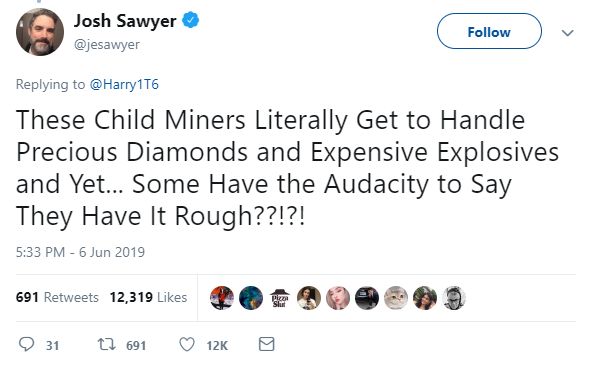 Josh Sawyer
@jesawyer
Follow
Replying to @Harry1T6
These Child Miners Literally Get to Handle
Precious Diamonds and Expensive Explosives
and Yet... Some Have the Audacity to Say
They Have It Rough??!?!
5:33 PM - 6 Jun 2019
691 Retweets 12,319 Likes
Pizza
Slut
31 691 12K